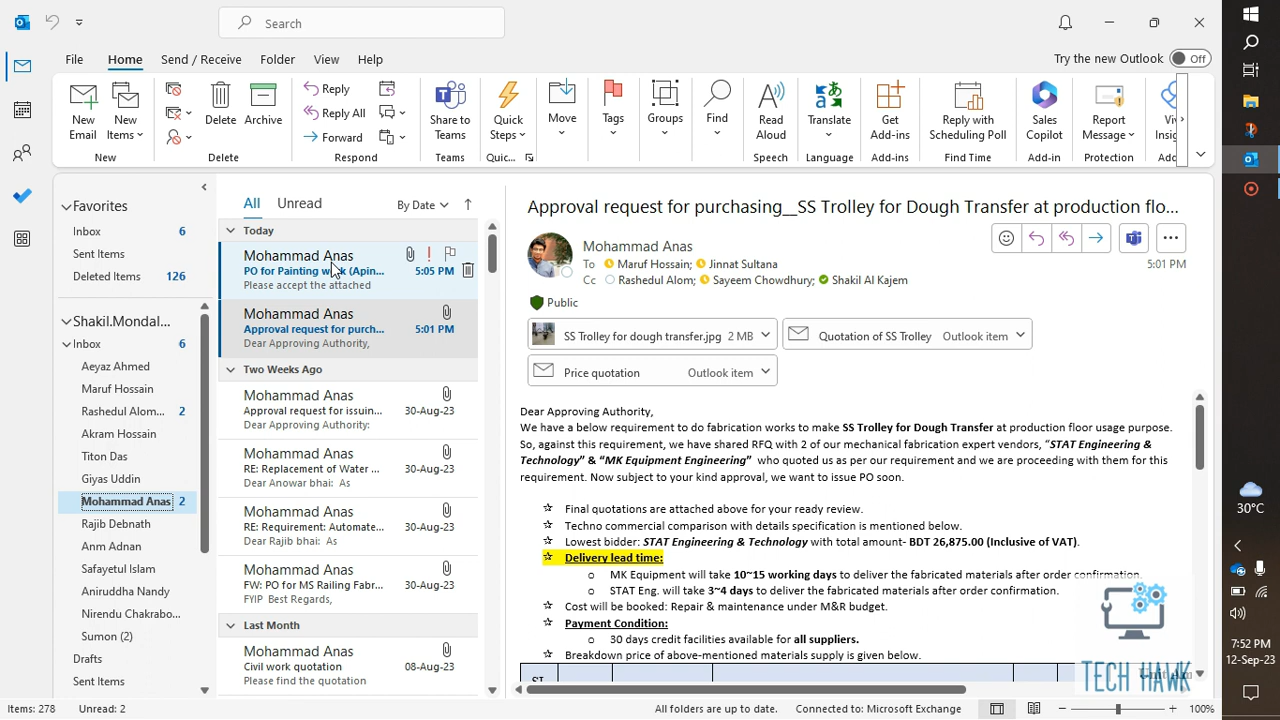 Search
File
Home
Send / Receive
Folder
View
Help
Try the new Outlook
Off
New Email
New Items
New
Delete
Archive
Delete
Reply
Reply All
Forward
Respond
Share to Teams
Teams
Quick Steps
Quic...
Move
Tags
Groups
Find
Read Aloud
Speech
Translate
Language
Get Add-ins
Add-ins
Reply with Scheduling Poll
Find Time
Sales Copilot
Add-in
Report Message
Protection
Favorites
Inbox 6
Sent Items
Deleted Items 126
Shakil.Mondal...
Inbox 6
Aeyaz Ahmed
Maruf Hossain
Rashedul Alom... 2
Akram Hossain
Titon Das
Giyas Uddin
Mohammad Anas 2
Rajib Debnath
Anm Adnan
Safayetul Islam
Aniruddha Nandy
Nirendu Chakrabo...
Sumon (2)
Drafts
Sent Items
All Unread By Date
Today
Mohammad Anas
PO for Painting work (Apin... 5:05 PM
Please accept the attached
Mohammad Anas
Approval request for purch... 5:01 PM
Dear Approving Authority,
Two Weeks Ago
Mohammad Anas
Approval request for issuin... 30-Aug-23
Dear Approving Authority:
Mohammad Anas
RE: Replacement of Water ... 30-Aug-23
Dear Anowar bhai: As
Mohammad Anas
RE: Requirement: Automate... 30-Aug-23
Dear Rajib bhai: As
Mohammad Anas
FW: PO for MS Railing Fabr... 30-Aug-23
FYIP Best Regards,
Last Month
Mohammad Anas
Civil work quotation 08-Aug-23
Please find the quotation
Approval request for purchasing__SS Trolley for Dough Transfer at production flo...
Mohammad Anas
To Maruf Hossain; Jinnat Sultana
Cc Rashedul Alom; Sayeem Chowdhury; Shakil Al Kajem
5:01 PM
Public
SS Trolley for dough transfer.jpg 2 MB
Quotation of SS Trolley Outlook item
Price quotation Outlook item
Dear Approving Authority,
We have a below requirement to do fabrication works to make SS Trolley for Dough Transfer at production floor usage purpose.
So, against this requirement, we have shared RFQ with 2 of our mechanical fabrication expert vendors, “STAT Engineering &
Technology” & “MK Equipment Engineering” who quoted us as per our requirement and we are proceeding with them for this
requirement. Now subject to your kind approval, we want to issue PO soon.
Final quotations are attached above for your ready review.
Techno commercial comparison with details specification is mentioned below.
Lowest bidder: STAT Engineering & Technology with total amount- BDT 26,875.00 (Inclusive of VAT).
Delivery lead time:
o MK Equipment will take 10~15 working days to deliver the fabricated materials after order confirmation.
o STAT Eng. will take 3~4 days to deliver the fabricated materials after order confirmation.
Cost will be booked: Repair & maintenance under M&R budget.
Payment Condition:
o 30 days credit facilities available for all suppliers.
Breakdown price of above-mentioned materials supply is given below.
TECH HAWK
Items: 278 Unread: 2
All folders are up to date.
Connected to: Microsoft Exchange
100%
30°C
7:52 PM
12-Sep-23